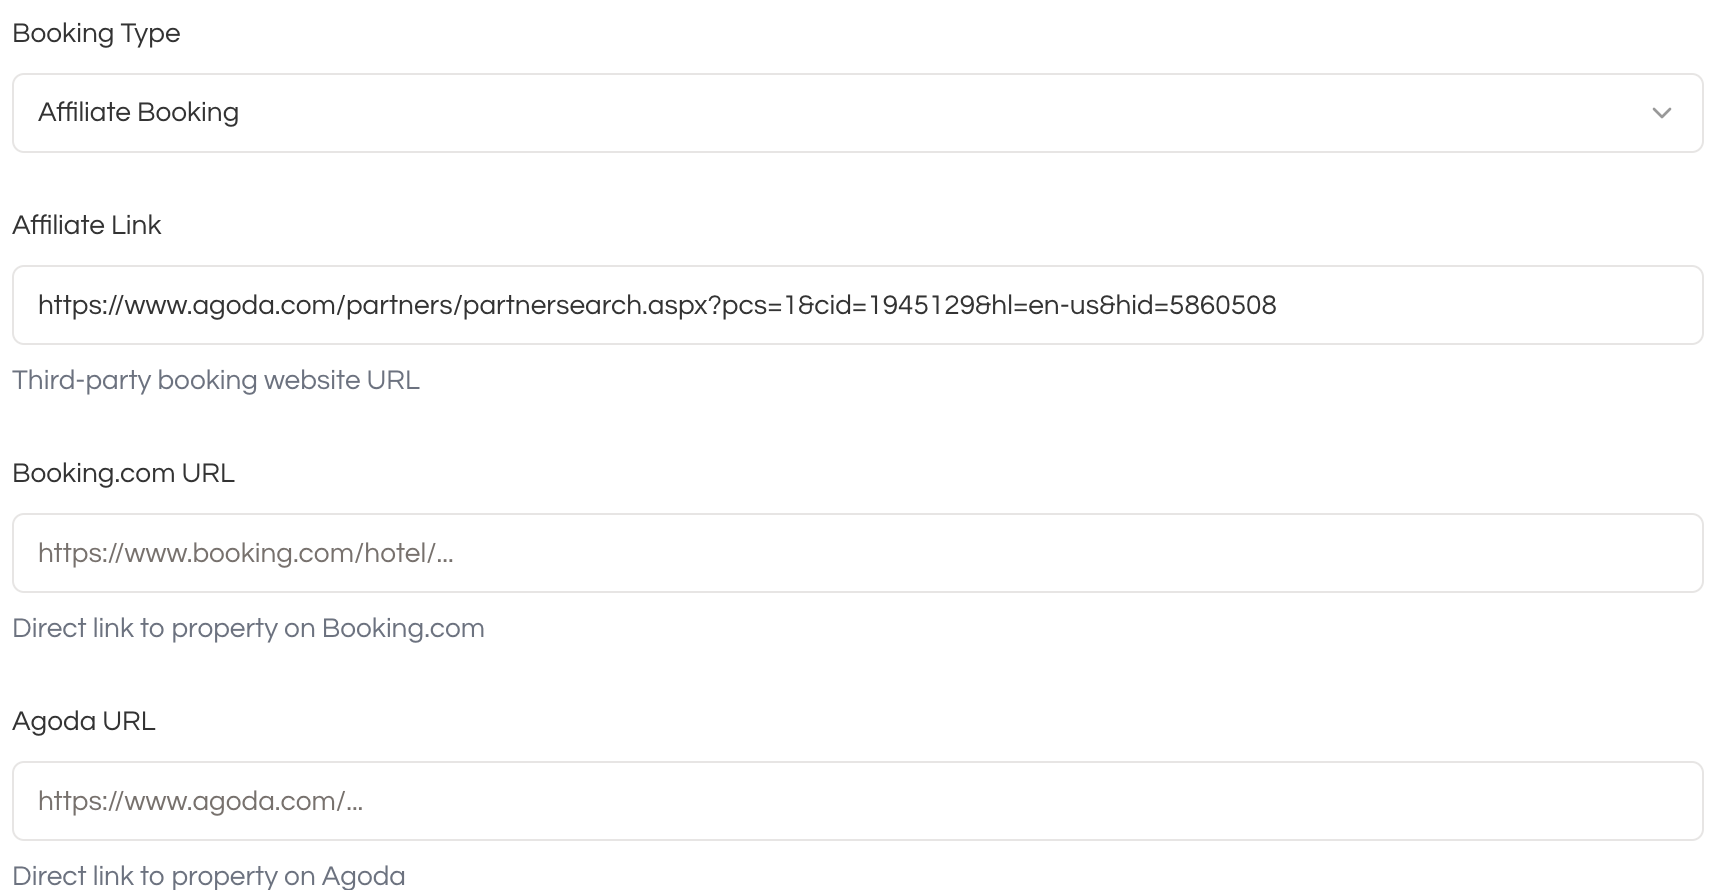 Booking Type
Affiliate Booking
Affiliate Link
https://www.agoda.com/partners/partnersearch.aspx?pcs=1&cid=1945129&hl=en-us&hid=5860508
Third-party booking website URL
Booking.com URL
https://www.booking.com/hotel/...
Direct link to property on Booking.com
Agoda URL
https://www.agoda.com/...
Direct link to property on Agoda